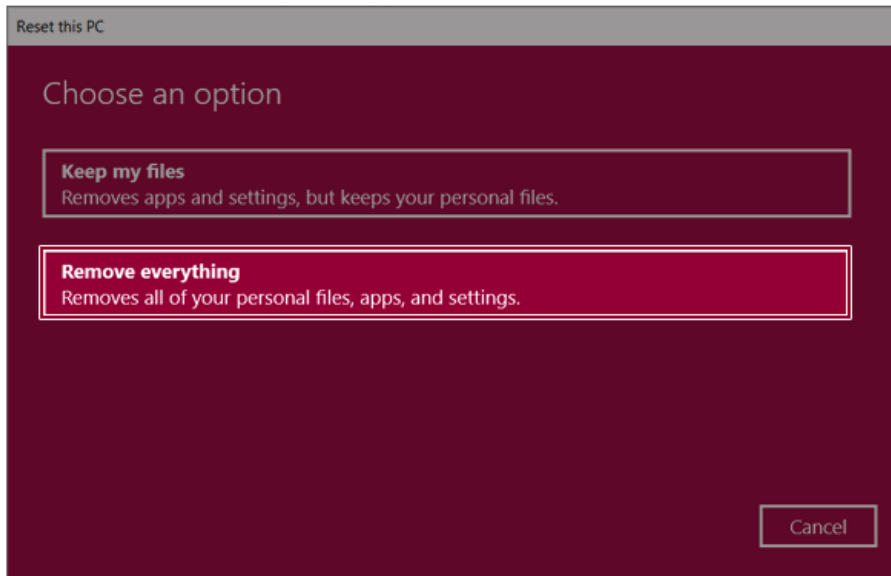 Reset this PC
Choose an option
Keep my files
Removes apps and settings, but keeps your personal files.
Remove everything
Removes all of your personal files, apps, and settings.
Cancel